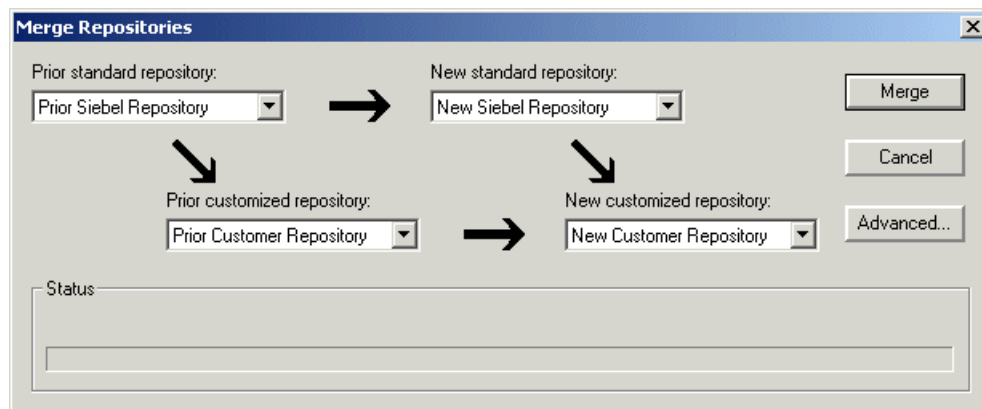 Merge Repositories
Prior standard repository:
New standard repository:
Prior Siebel Repository
New Siebel Repository
Merge
Cancel
Prior customized repository:
New customized repository:
Prior Customer Repository
New Customer Repository
Advanced...
Status